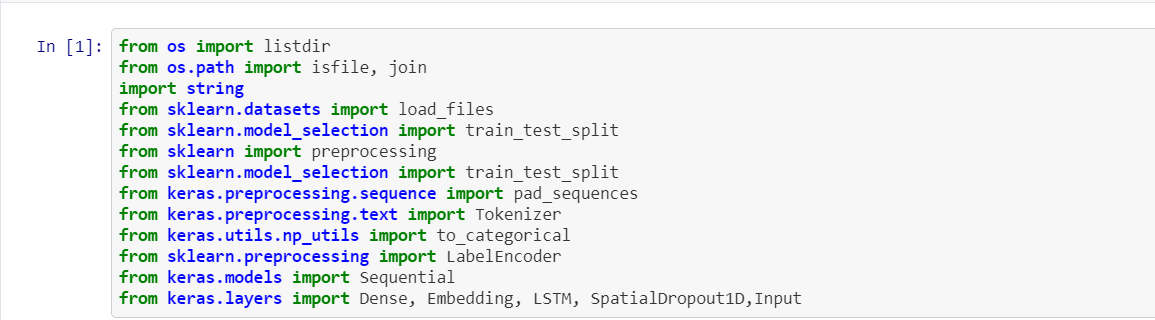 In [1]:
from os import listdir
from os.path import isfile, join
import string
from sklearn.datasets import load_files
from sklearn.model_selection import train_test_split
from sklearn import preprocessing
from sklearn.model_selection import train_test_split
from keras.preprocessing.sequence import pad_sequences
from keras.preprocessing.text import Tokenizer
from keras.utils.np_utils import to_categorical
from sklearn.preprocessing import LabelEncoder
from keras.models import Sequential
from keras.layers import Dense, Embedding, LSTM, SpatialDropout1D,Input